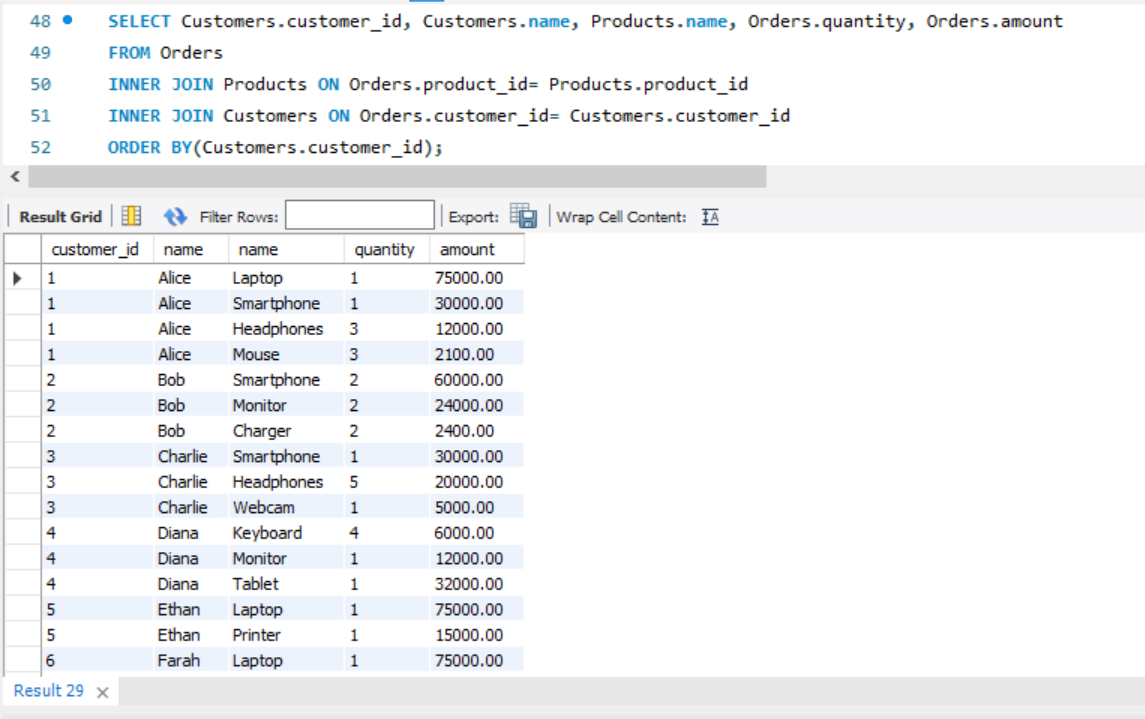 48 SELECT Customers.customer_id, Customers.name, Products.name, Orders.quantity, Orders.amount
49 FROM Orders
50 INNER JOIN Products ON Orders.product_id= Products.product_id
51 INNER JOIN Customers ON Orders.customer_id= Customers.customer_id
52 ORDER BY(Customers.customer_id);
Result Grid Filter Rows: Export: Wrap Cell Content:
customer_id name name quantity amount
1 Alice Laptop 1 75000.00
1 Alice Smartphone 1 30000.00
1 Alice Headphones 3 12000.00
1 Alice Mouse 3 2100.00
2 Bob Smartphone 2 60000.00
2 Bob Monitor 2 24000.00
2 Bob Charger 2 2400.00
3 Charlie Smartphone 1 30000.00
3 Charlie Headphones 5 20000.00
3 Charlie Webcam 1 5000.00
4 Diana Keyboard 4 6000.00
4 Diana Monitor 1 12000.00
4 Diana Tablet 1 32000.00
5 Ethan Laptop 1 75000.00
5 Ethan Printer 1 15000.00
6 Farah Laptop 1 75000.00
Result 29